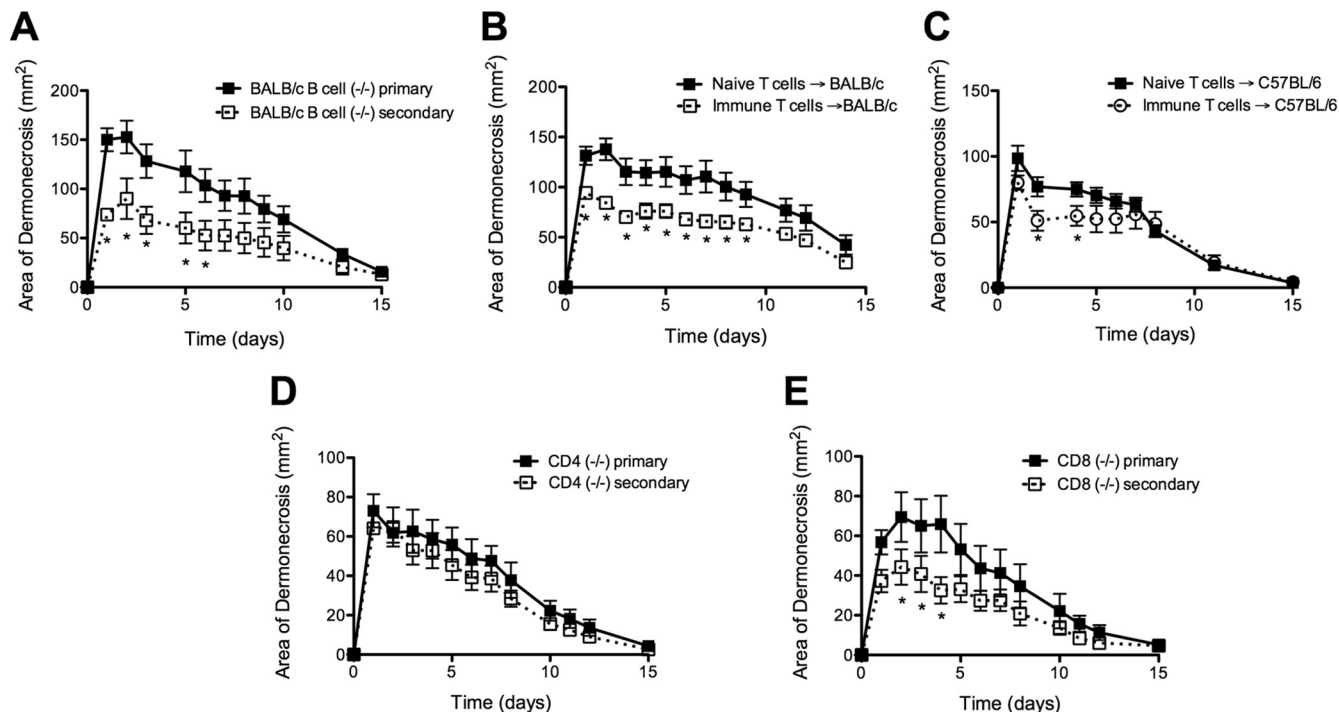 A
BALB/c B cell (-/-) primary
BALB/c B cell (-/-) secondary
Area of Dermonecrosis (mm²)
200
150
100
50
0
* * * * *
0 5 10 15
Time (days)
B
Naive T cells → BALB/c
Immune T cells → BALB/c
Area of Dermonecrosis (mm²)
200
150
100
50
0
* * * * * * * * *
0 5 10 15
Time (days)
C
Naive T cells → C57BL/6
Immune T cells → C57BL/6
Area of Dermonecrosis (mm²)
150
100
50
0
* *
0 5 10 15
Time (days)
D
CD4 (-/-) primary
CD4 (-/-) secondary
Area of Dermonecrosis (mm²)
100
80
60
40
20
0
0 5 10 15
Time (days)
E
CD8 (-/-) primary
CD8 (-/-) secondary
Area of Dermonecrosis (mm²)
100
80
60
40
20
0
* * *
0 5 10 15
Time (days)